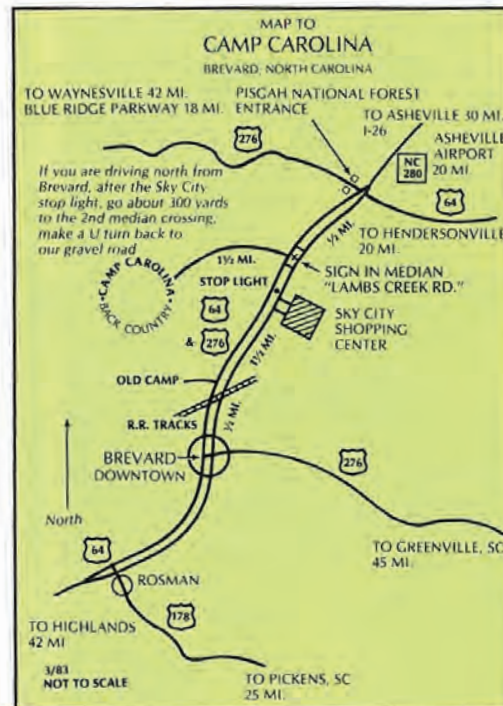 MAP TO
CAMP CAROLINA
BREVARD, NORTH CAROLINA
TO WAYNESVILLE 42 MI.
BLUE RIDGE PARKWAY 18 MI.
PISGAH NATIONAL FOREST
ENTRANCE
TO ASHEVILLE 30 MI.
I-26
276
ASHEVILLE
AIRPORT
20 MI.
NC
280
64
If you are driving north from
Brevard, after the Sky City
stop light, go about 300 yards
to the 2nd median crossing,
make a U turn back to
our gravel road
TO HENDERSONVILLE
20 MI.
½ MI.
1½ MI.
SIGN IN MEDIAN
"LAMBS CREEK RD."
CAMP CAROLINA
BACK COUNTRY
STOP LIGHT
64
& 276
SKY CITY
SHOPPING
CENTER
1½ MI.
OLD CAMP
R.R. TRACKS
½ MI.
BREVARD
DOWNTOWN
276
North
TO GREENVILLE, SC
45 MI.
64
ROSMAN
178
TO HIGHLANDS
42 MI
3/83
NOT TO SCALE
TO PICKENS, SC
25 MI.